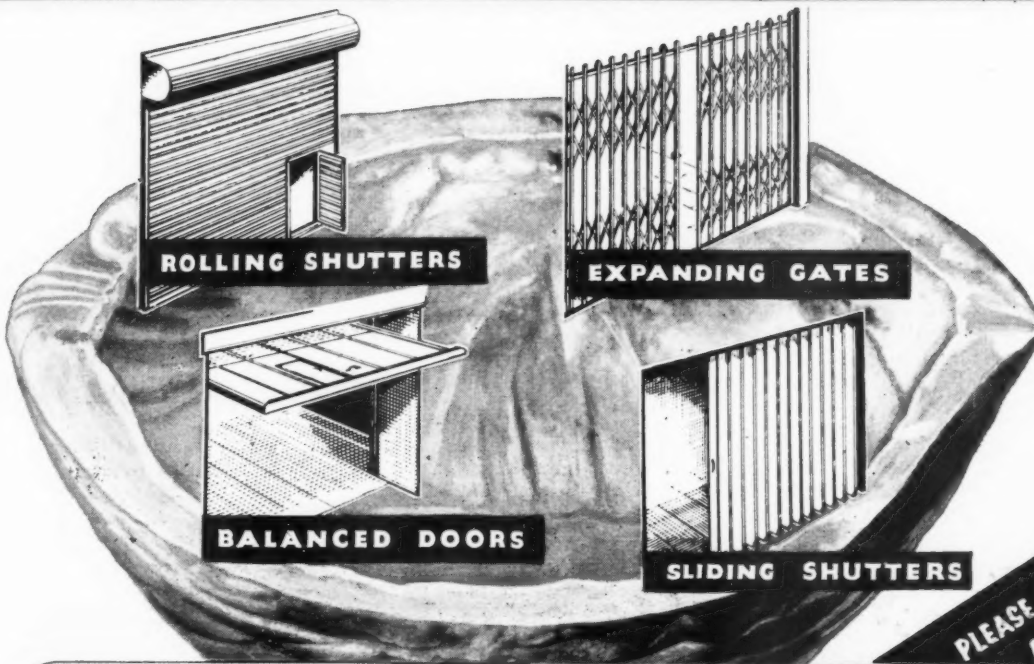 ROLLING SHUTTERS
EXPANDING GATES
BALANCED DOORS
SLIDING SHUTTERS
PLEASE